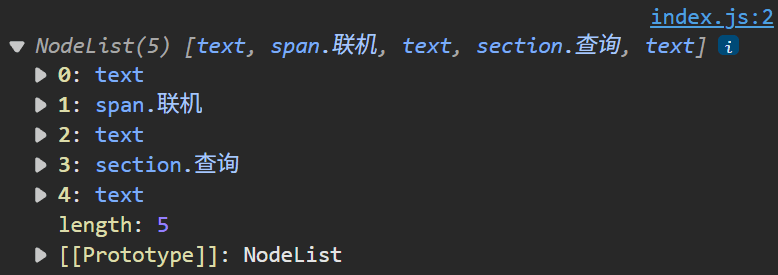 index.js:2
NodeList(5) [text, span.联机, text, section.查询, text] i
0: text
1: span.联机
2: text
3: section.查询
4: text
length: 5
[[Prototype]]: NodeList